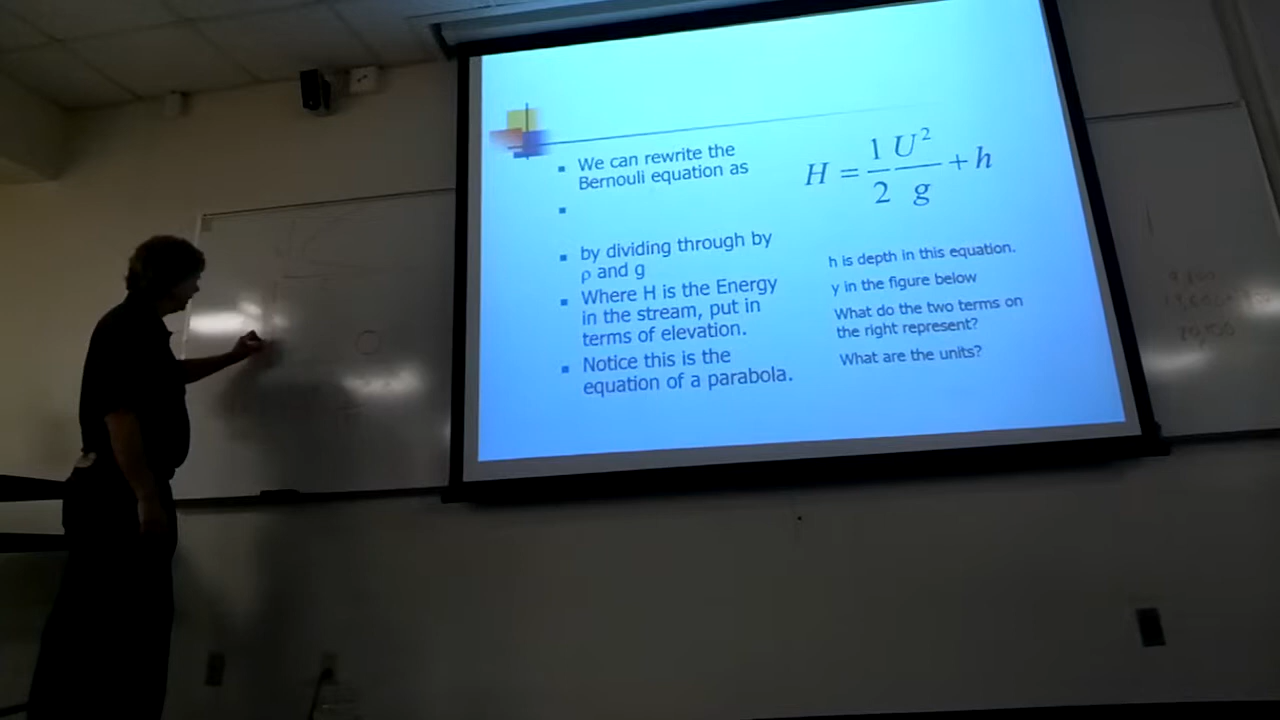 We can rewrite the
Bernouli equation as
H = 1/2 U²/g + h
by dividing through by
ρ and g
Where H is the Energy
in the stream, put in
terms of elevation.
Notice this is the
equation of a parabola.
h is depth in this equation.
y in the figure below
What do the two terms on
the right represent?
What are the units?